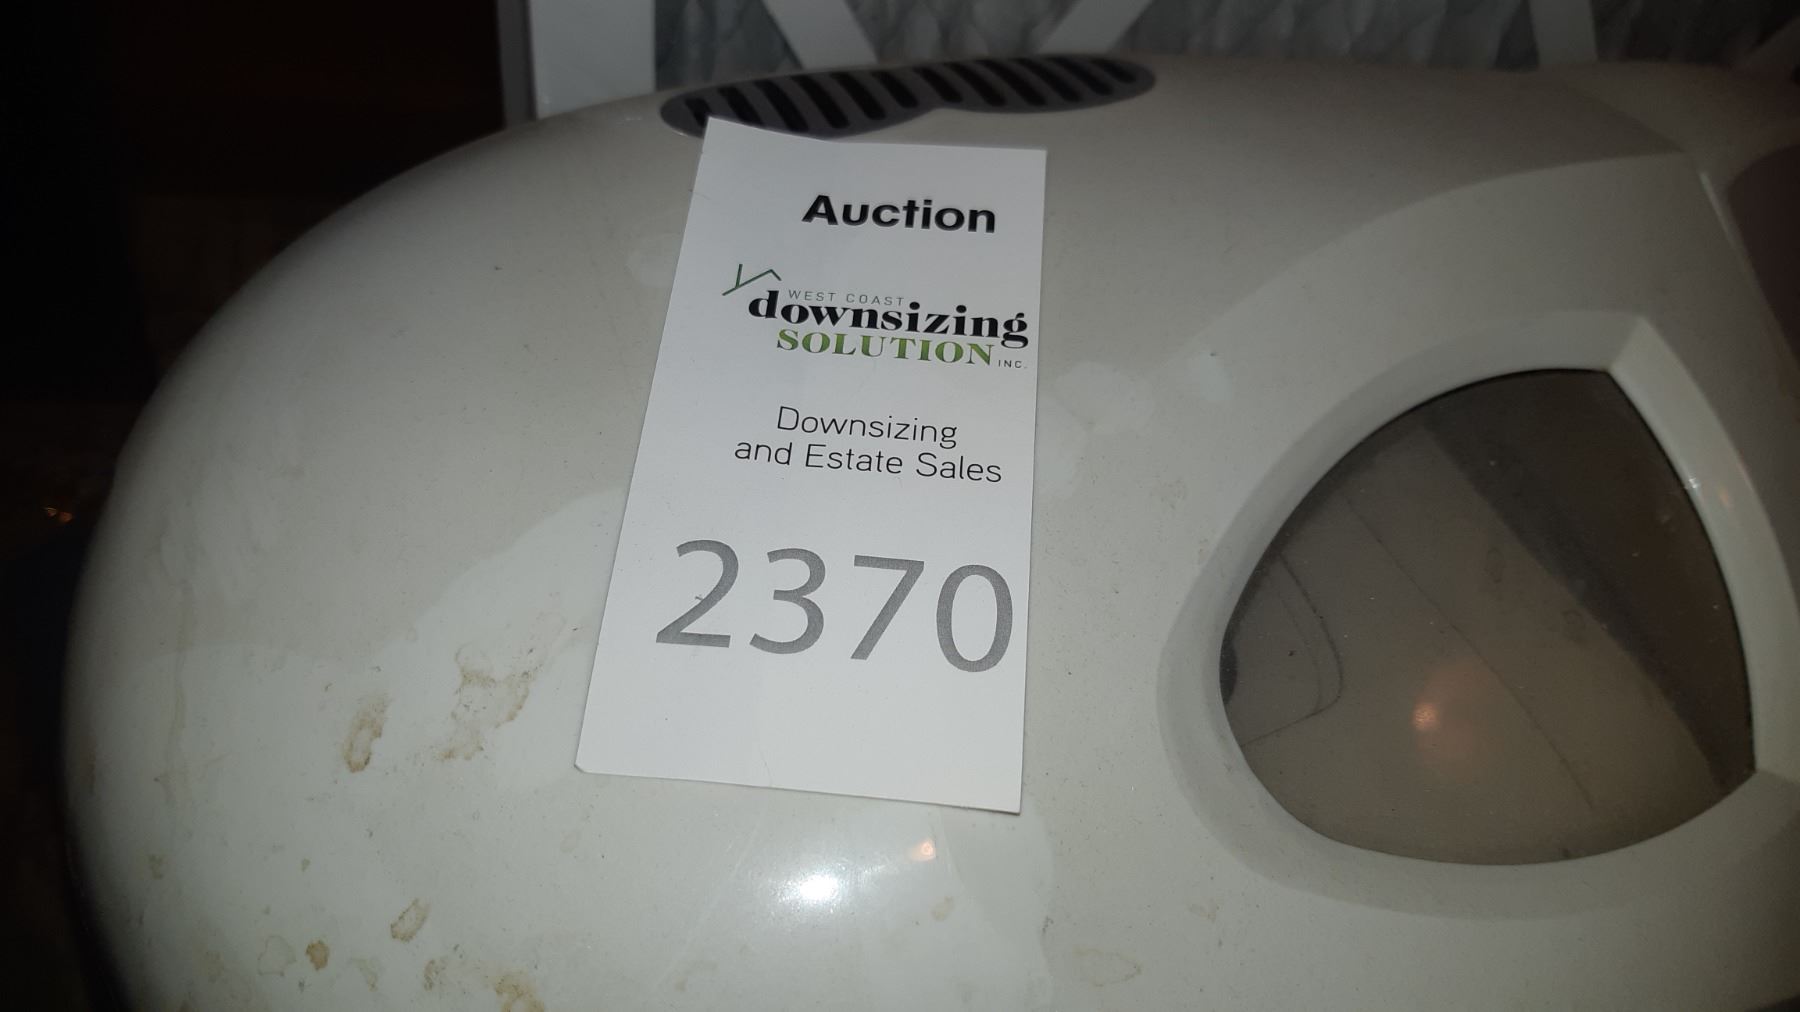 Auction
WEST COAST
downsizing
SOLUTION INC.
Downsizing
and Estate Sales
2370